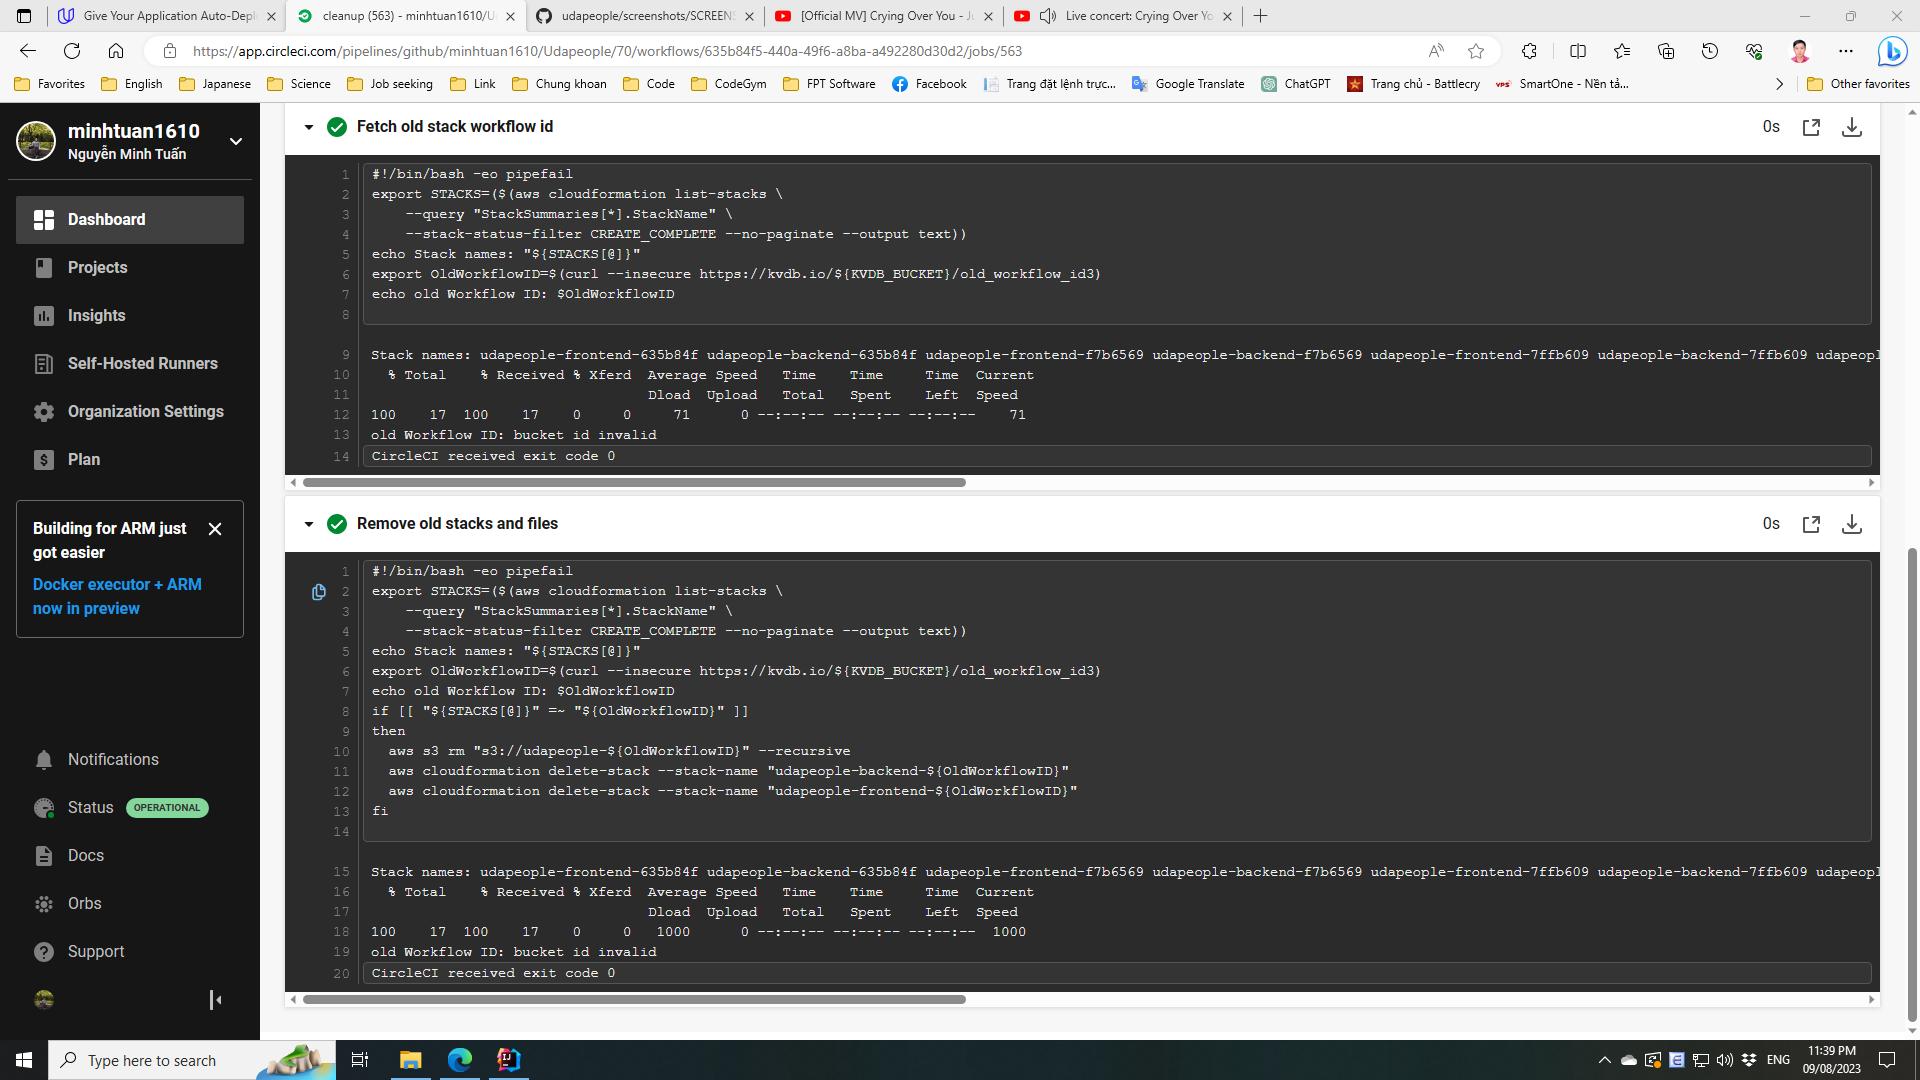 Give Your Application Auto-Depl
cleanup (563) - minhtuan1610/U
udapeople/screenshots/SCREENS
[Official MV] Crying Over You - J
Live concert: Crying Over Yo
https://app.circleci.com/pipelines/github/minhtuan1610/Udapeople/70/workflows/635b84f5-440a-49f6-a8ba-a492280d30d2/jobs/563
Favorites English Japanese Science Job seeking Link Chung khoan Code CodeGym FPT Software Facebook Trang đặt lệnh trực... Google Translate ChatGPT Trang chủ - Battlecry VPS SmartOne - Nền tả... Other favorites
minhtuan1610
Nguyễn Minh Tuấn
Dashboard
Projects
Insights
Self-Hosted Runners
Organization Settings
Plan
Building for ARM just
got easier
Docker executor + ARM
now in preview
Notifications
Status OPERATIONAL
Docs
Orbs
Support
Fetch old stack workflow id 0s
1 #!/bin/bash -eo pipefail
2 export STACKS=($(aws cloudformation list-stacks \
3 --query "StackSummaries[*].StackName" \
4 --stack-status-filter CREATE_COMPLETE --no-paginate --output text))
5 echo Stack names: "${STACKS[@]}"
6 export OldWorkflowID=$(curl --insecure https://kvdb.io/${KVDB_BUCKET}/old_workflow_id3)
7 echo old Workflow ID: $OldWorkflowID
8
9 Stack names: udapeople-frontend-635b84f udapeople-backend-635b84f udapeople-frontend-f7b6569 udapeople-backend-f7b6569 udapeople-frontend-7ffb609 udapeople-backend-7ffb609 udapeopl
10 % Total % Received % Xferd Average Speed Time Time Time Current
11 Dload Upload Total Spent Left Speed
12 100 17 100 17 0 0 71 0 --:--:-- --:--:-- --:--:-- 71
13 old Workflow ID: bucket id invalid
14 CircleCI received exit code 0
Remove old stacks and files 0s
1 #!/bin/bash -eo pipefail
2 export STACKS=($(aws cloudformation list-stacks \
3 --query "StackSummaries[*].StackName" \
4 --stack-status-filter CREATE_COMPLETE --no-paginate --output text))
5 echo Stack names: "${STACKS[@]}"
6 export OldWorkflowID=$(curl --insecure https://kvdb.io/${KVDB_BUCKET}/old_workflow_id3)
7 echo old Workflow ID: $OldWorkflowID
8 if [[ "${STACKS[@]}" =~ "${OldWorkflowID}" ]]
9 then
10 aws s3 rm "s3://udapeople-${OldWorkflowID}" --recursive
11 aws cloudformation delete-stack --stack-name "udapeople-backend-${OldWorkflowID}"
12 aws cloudformation delete-stack --stack-name "udapeople-frontend-${OldWorkflowID}"
13 fi
14
15 Stack names: udapeople-frontend-635b84f udapeople-backend-635b84f udapeople-frontend-f7b6569 udapeople-backend-f7b6569 udapeople-frontend-7ffb609 udapeople-backend-7ffb609 udapeopl
16 % Total % Received % Xferd Average Speed Time Time Time Current
17 Dload Upload Total Spent Left Speed
18 100 17 100 17 0 0 1000 0 --:--:-- --:--:-- --:--:-- 1000
19 old Workflow ID: bucket id invalid
20 CircleCI received exit code 0
Type here to search
ENG
11:39 PM
09/08/2023